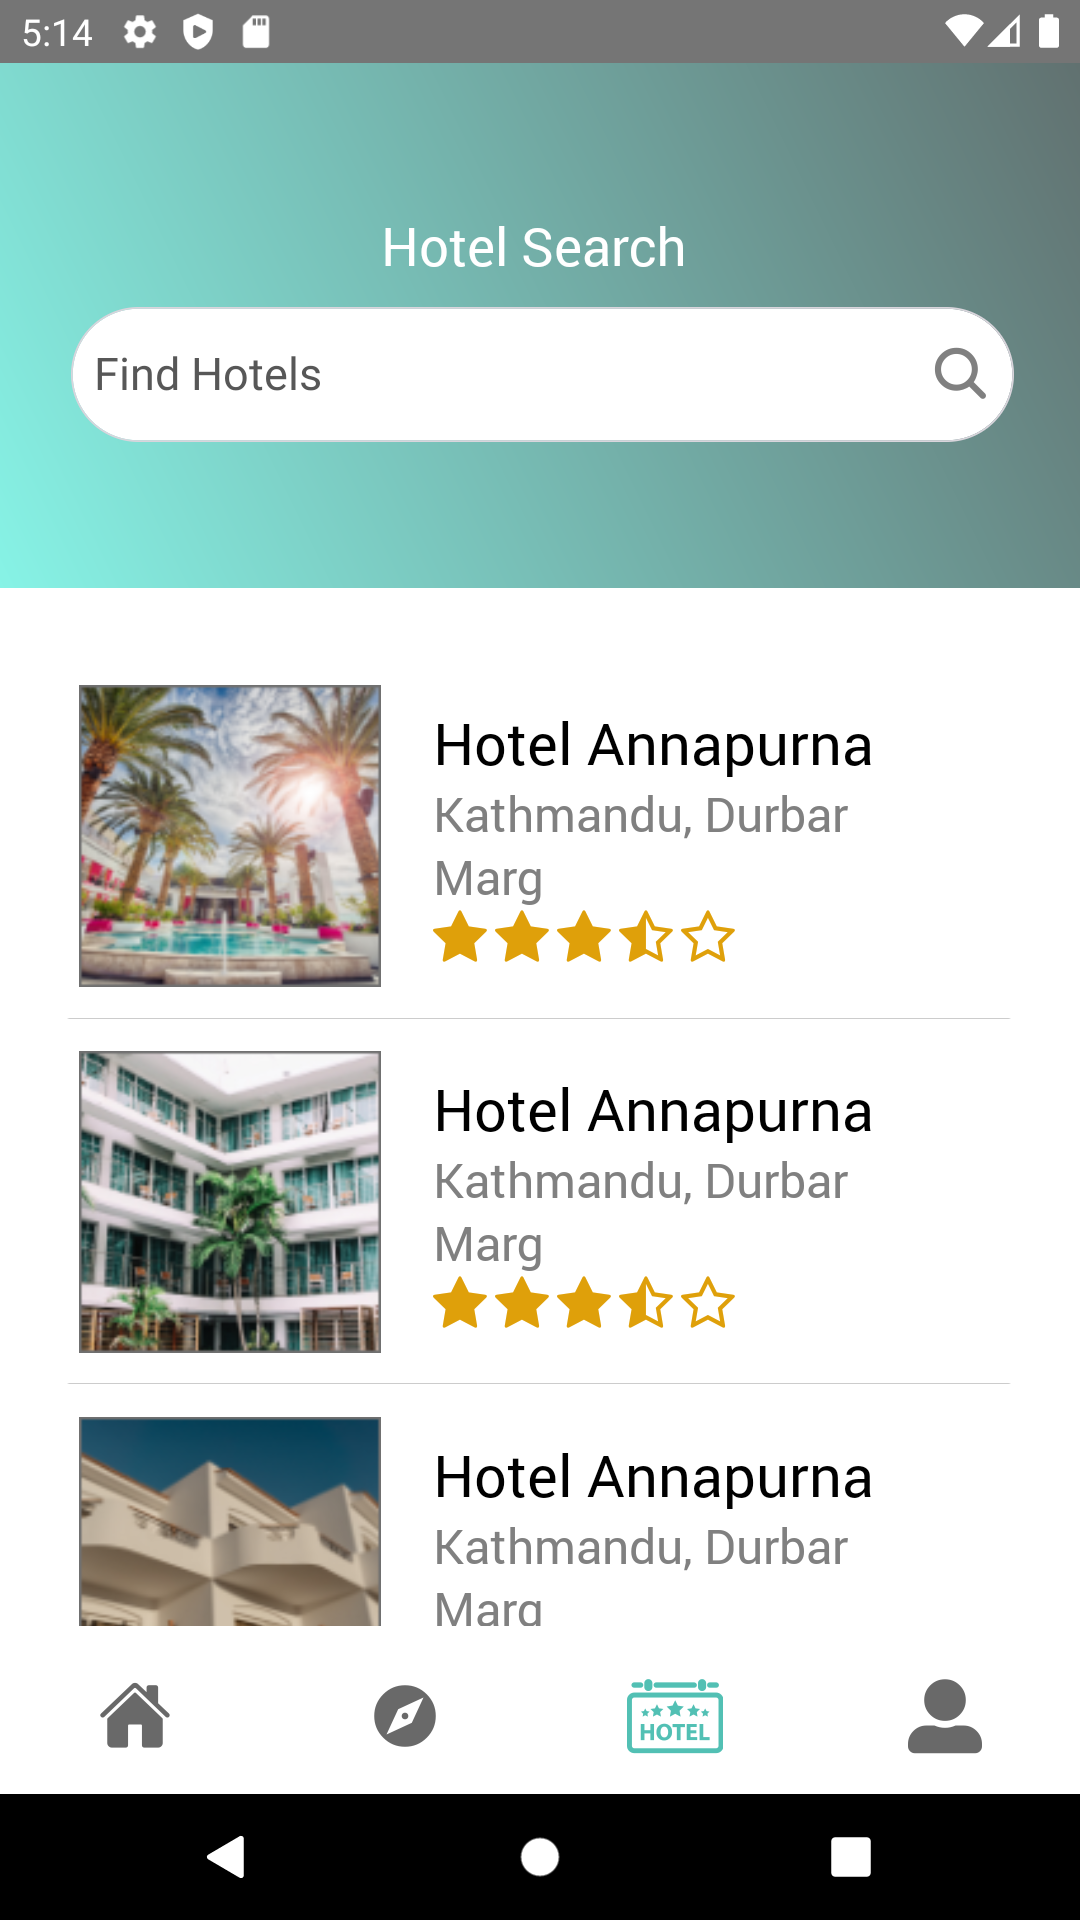 5:14
Hotel Search
Find Hotels
Hotel Annapurna
Kathmandu, Durbar
Marg
Hotel Annapurna
Kathmandu, Durbar
Marg
Hotel Annapurna
Kathmandu, Durbar
Marg
HOTEL